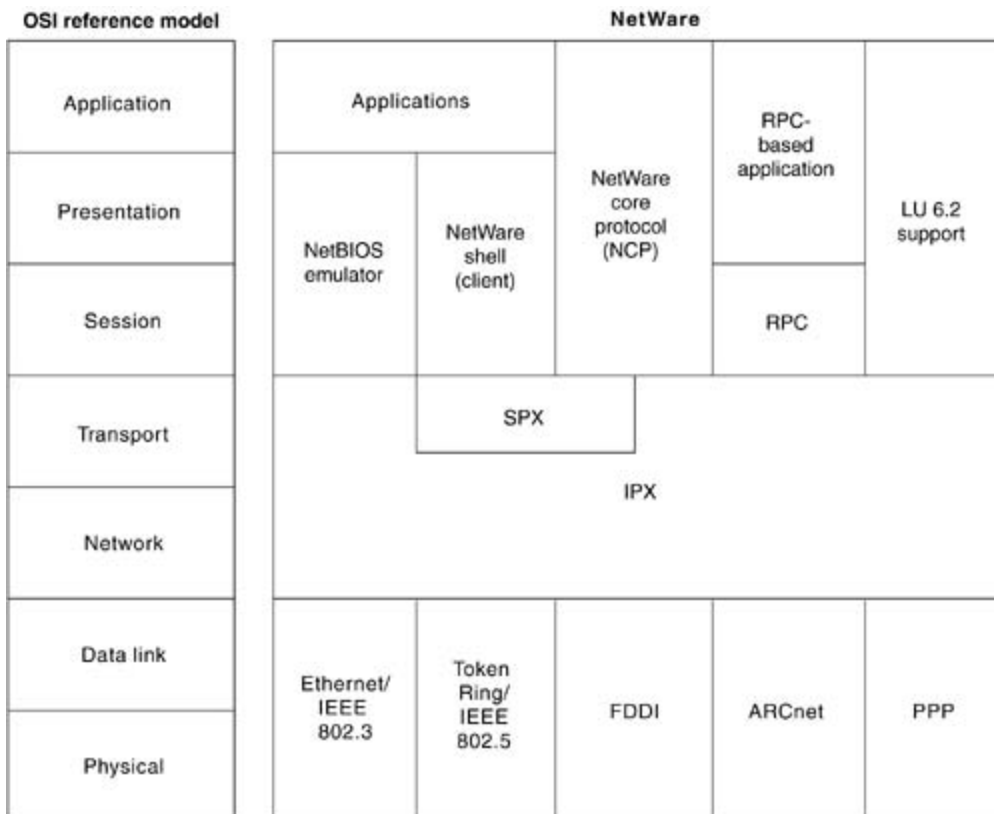 OSI reference model
NetWare
Application
Presentation
Session
Transport
Network
Data link
Physical
Applications
NetBIOS
emulator
NetWare
shell
(client)
NetWare
core
protocol
(NCP)
RPC-
based
application
RPC
LU 6.2
support
SPX
IPX
Ethernet/
IEEE
802.3
Token
Ring/
IEEE
802.5
FDDI
ARCnet
PPP